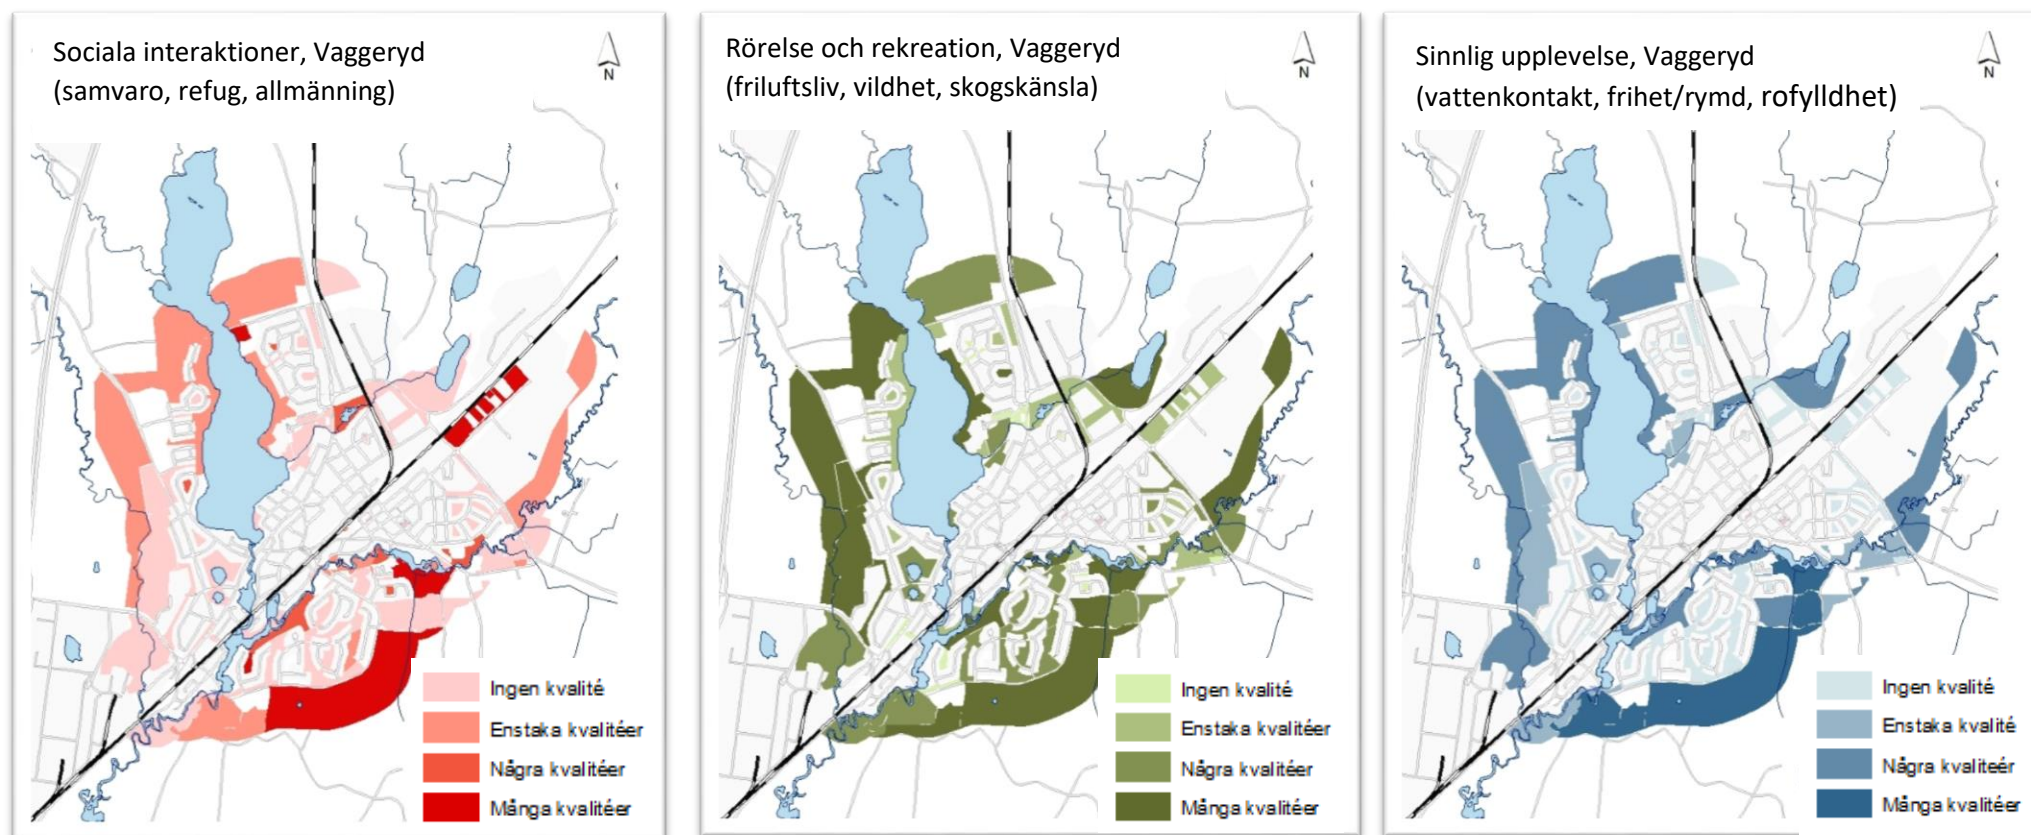 Sociala interaktioner, Vaggeryd
(samvaro, refug, allmänning)
N
Ingen kvalité
Enstaka kvalitéer
Några kvalitéer
Många kvalitéer
Rörelse och rekreation, Vaggeryd
(friluftsliv, vildhet, skogskänsla)
N
Ingen kvalité
Enstaka kvalitéer
Några kvalitéer
Många kvalitéer
Sinnlig upplevelse, Vaggeryd
(vattenkontakt, frihet/rymd, rofylldhet)
N
Ingen kvalité
Enstaka kvalité
Några kvaliteér
Många kvalitéer